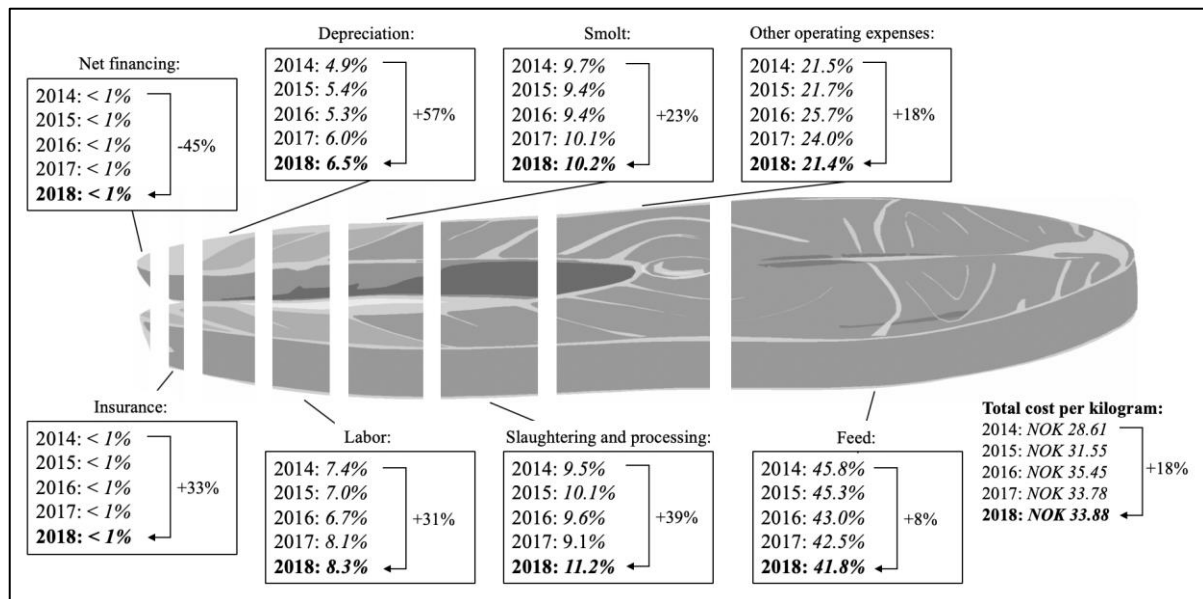 Net financing:
2014: < 1%
2015: < 1%
2016: < 1%
2017: < 1%
2018: < 1%
-45%
Depreciation:
2014: 4.9%
2015: 5.4%
2016: 5.3%
2017: 6.0%
2018: 6.5%
+57%
Smolt:
2014: 9.7%
2015: 9.4%
2016: 9.4%
2017: 10.1%
2018: 10.2%
+23%
Other operating expenses:
2014: 21.5%
2015: 21.7%
2016: 25.7%
2017: 24.0%
2018: 21.4%
+18%
Insurance:
2014: < 1%
2015: < 1%
2016: < 1%
2017: < 1%
2018: < 1%
+33%
Labor:
2014: 7.4%
2015: 7.0%
2016: 6.7%
2017: 8.1%
2018: 8.3%
+31%
Slaughtering and processing:
2014: 9.5%
2015: 10.1%
2016: 9.6%
2017: 9.1%
2018: 11.2%
+39%
Feed:
2014: 45.8%
2015: 45.3%
2016: 43.0%
2017: 42.5%
2018: 41.8%
+8%
Total cost per kilogram:
2014: NOK 28.61
2015: NOK 31.55
2016: NOK 35.45
2017: NOK 33.78
2018: NOK 33.88
+18%